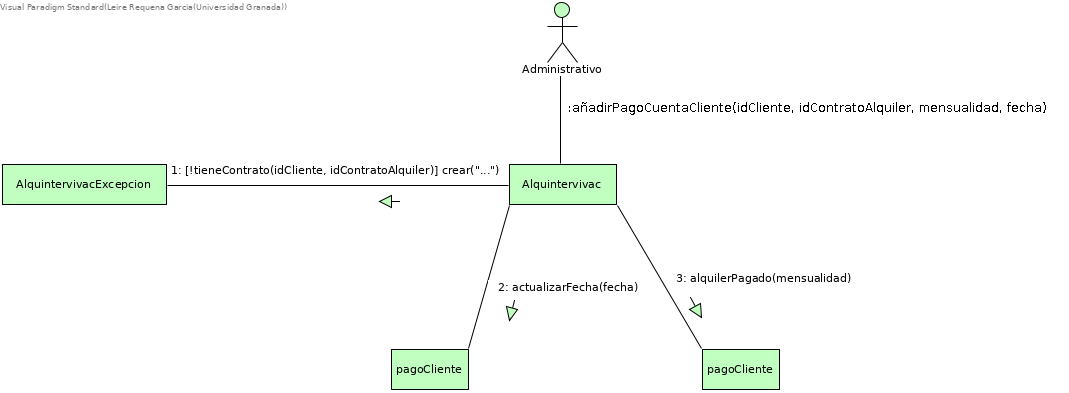 Visual Paradigm Standard(Leire Requena Garcia(Universidad Granada))
Administrativo
:añadirPagoCuentaCliente(idCliente, idContratoAlquiler, mensualidad, fecha)
1: [!tieneContrato(idCliente, idContratoAlquiler)] crear("...")
AlquintervivacExcepcion
Alquintervivac
3: alquilerPagado(mensualidad)
2: actualizarFecha(fecha)
pagoCliente
pagoCliente